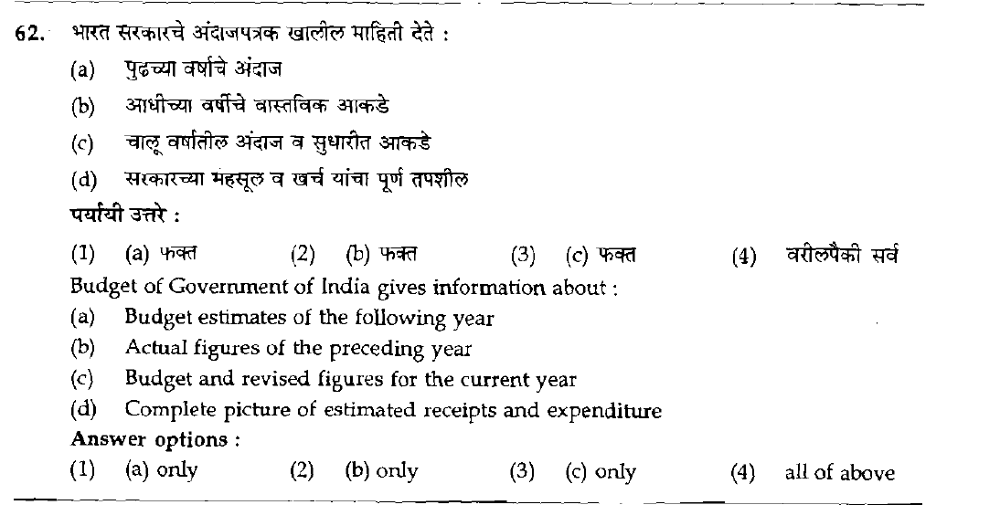 62. भारत सरकारचे अंदाजपत्रक खालील माहिती देते :
(a) पुढच्या वर्षाचे अंदाज
(b) आधीच्या वर्षीचे वास्तविक आकडे
(c) चालू वर्षातील अंदाज व सुधारीत आकडे
(d) सरकारच्या महसूल व खर्च यांचा पूर्ण तपशील
पर्यायी उत्तरे :
(1) (a) फक्त (2) (b) फक्त (3) (c) फक्त (4) वरीलपैकी सर्व
Budget of Government of India gives information about :
(a) Budget estimates of the following year
(b) Actual figures of the preceding year
(c) Budget and revised figures for the current year
(d) Complete picture of estimated receipts and expenditure
Answer options :
(1) (a) only (2) (b) only (3) (c) only (4) all of above